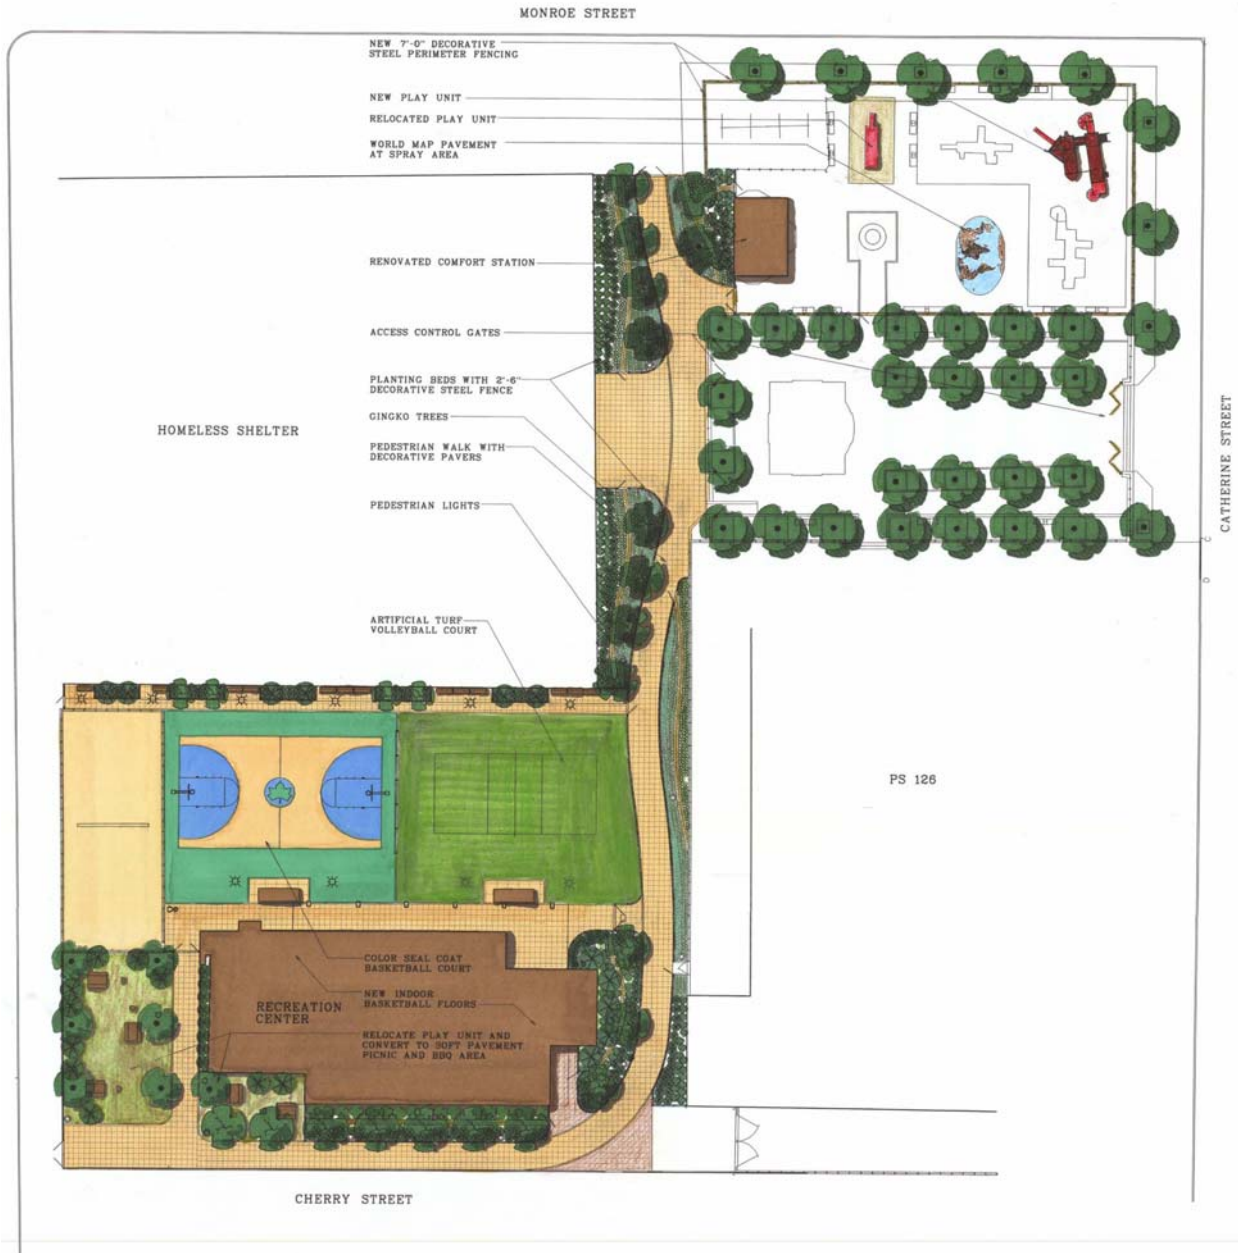 MONROE STREET
NEW 7'-0" DECORATIVE
STEEL PERIMETER FENCING
NEW PLAY UNIT
RELOCATED PLAY UNIT
WORLD MAP PAVEMENT
AT SPRAY AREA
RENOVATED COMFORT STATION
ACCESS CONTROL GATES
PLANTING BEDS WITH 2'-6"
DECORATIVE STEEL FENCE
GINGKO TREES
HOMELESS SHELTER
PEDESTRIAN WALK WITH
DECORATIVE PAVERS
CATHERINE STREET
PEDESTRIAN LIGHTS
ARTIFICIAL TURF
VOLLEYBALL COURT
PS 126
COLOR SEAL COAT
BASKETBALL COURT
NEW INDOOR
BASKETBALL FLOORS
RECREATION
CENTER
RELOCATE PLAY UNIT AND
CONVERT TO SOFT PAVEMENT
PICNIC AND BBQ AREA
CHERRY STREET